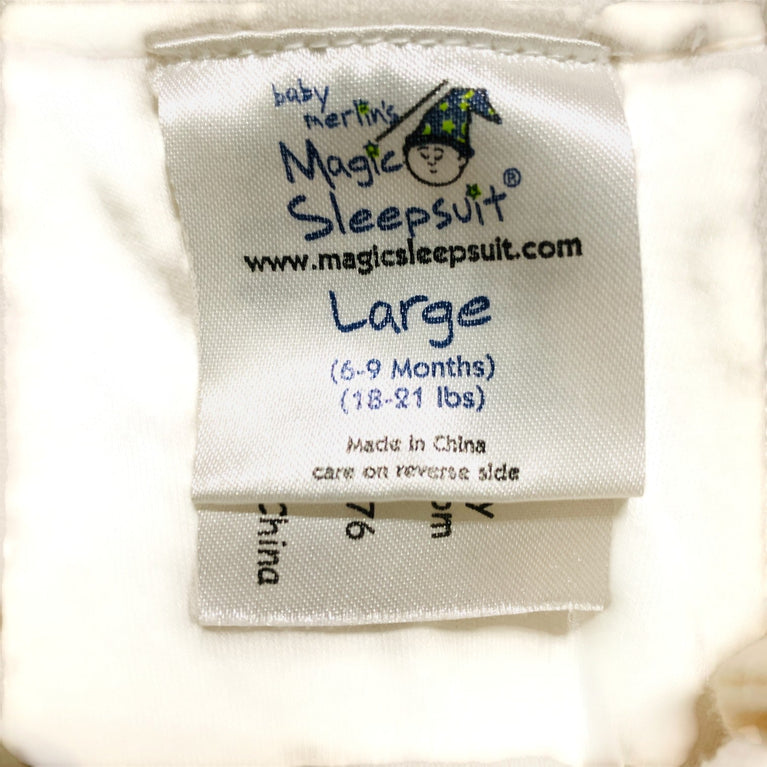 baby
merlin's
Magic
Sleepsuit®
www.magicsleepsuit.com
Large
(6-9 Months)
(18-21 lbs)
Made in China
care on reverse side
76
China